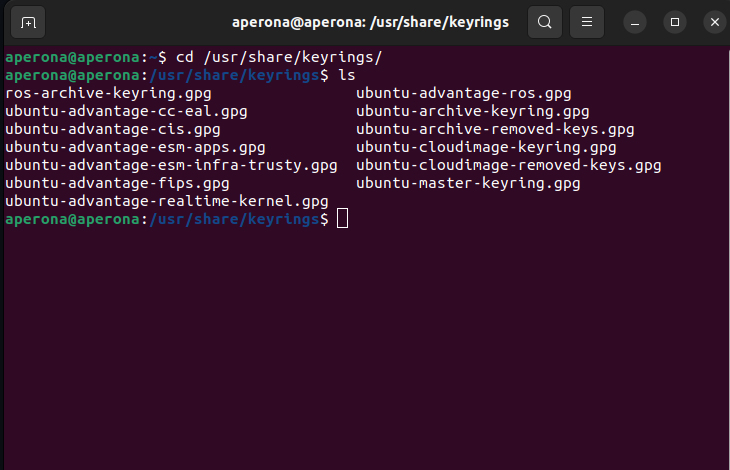 aperona@aperona: /usr/share/keyrings
aperona@aperona:~$ cd /usr/share/keyrings/
aperona@aperona:/usr/share/keyrings$ ls
ros-archive-keyring.gpg ubuntu-advantage-ros.gpg
ubuntu-advantage-cc-eal.gpg ubuntu-archive-keyring.gpg
ubuntu-advantage-cis.gpg ubuntu-archive-removed-keys.gpg
ubuntu-advantage-esm-apps.gpg ubuntu-cloudimage-keyring.gpg
ubuntu-advantage-esm-infra-trusty.gpg ubuntu-cloudimage-removed-keys.gpg
ubuntu-advantage-fips.gpg ubuntu-master-keyring.gpg
ubuntu-advantage-realtime-kernel.gpg
aperona@aperona:/usr/share/keyrings$